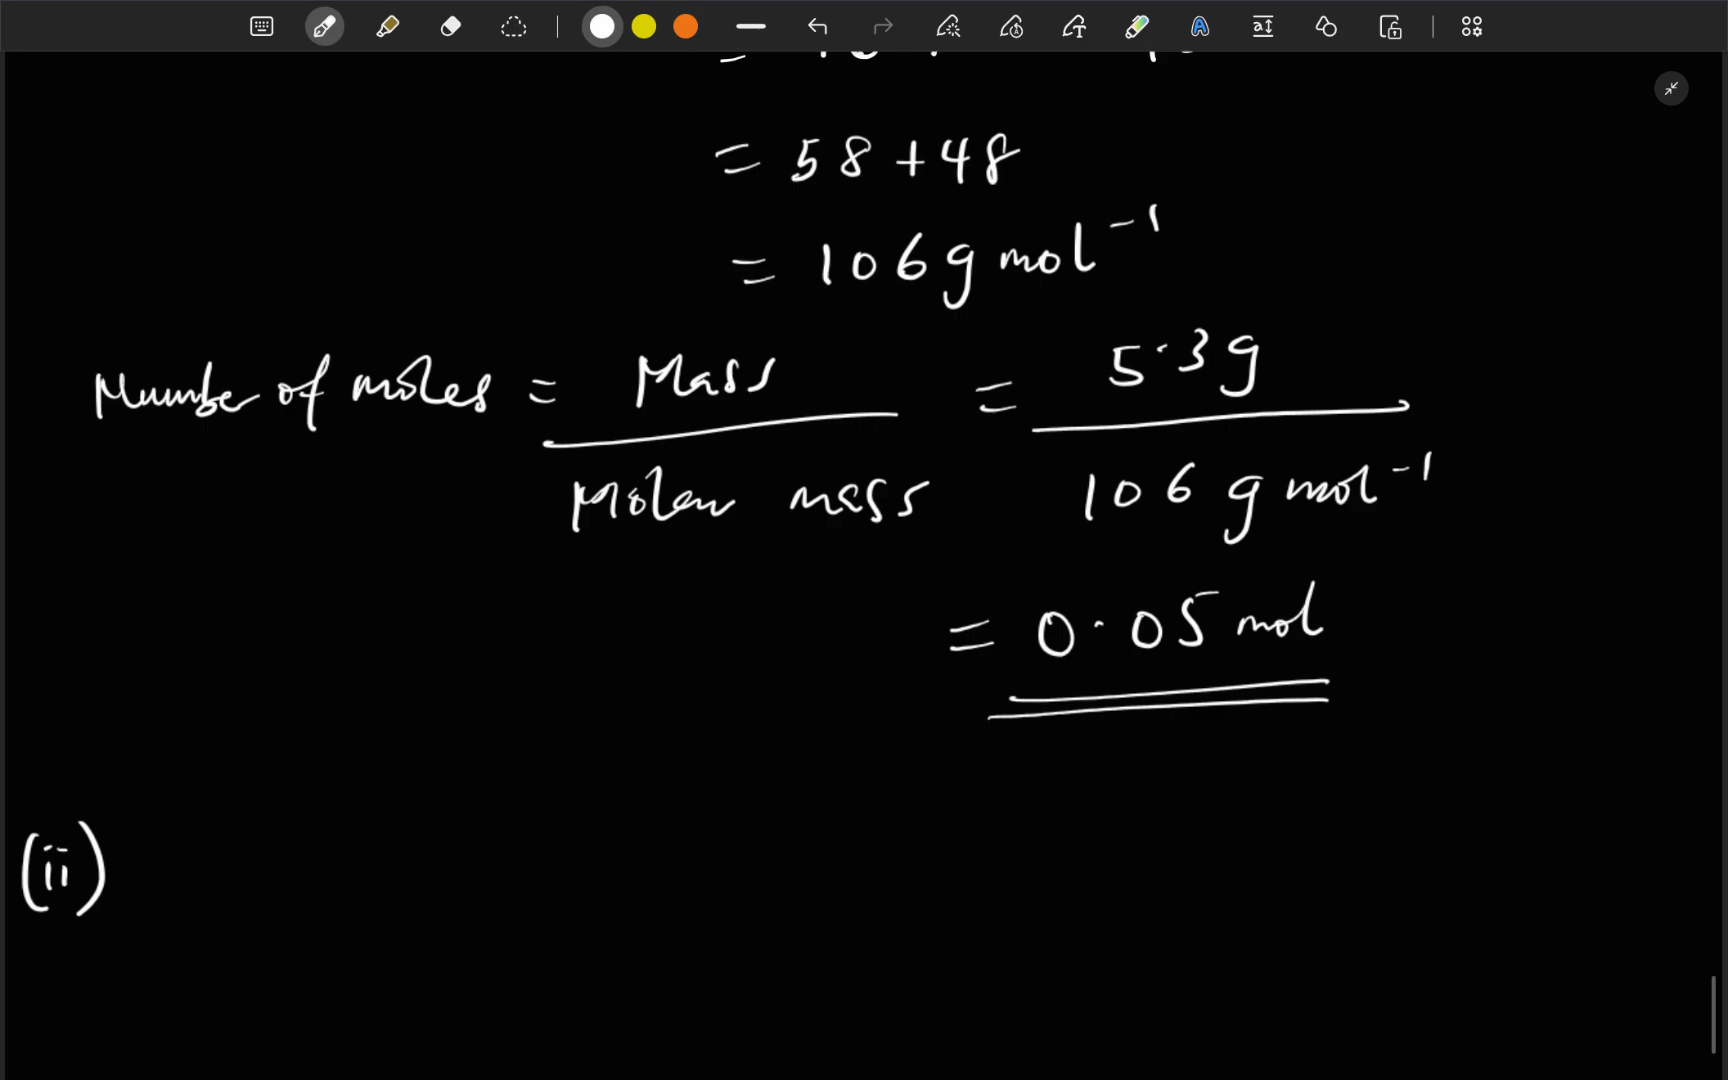 = 58 + 48
= 106 g mol⁻¹
Number of moles = Mass / Molar mass = 5.3g / 106 g mol⁻¹
= 0.05 mol
(ii)